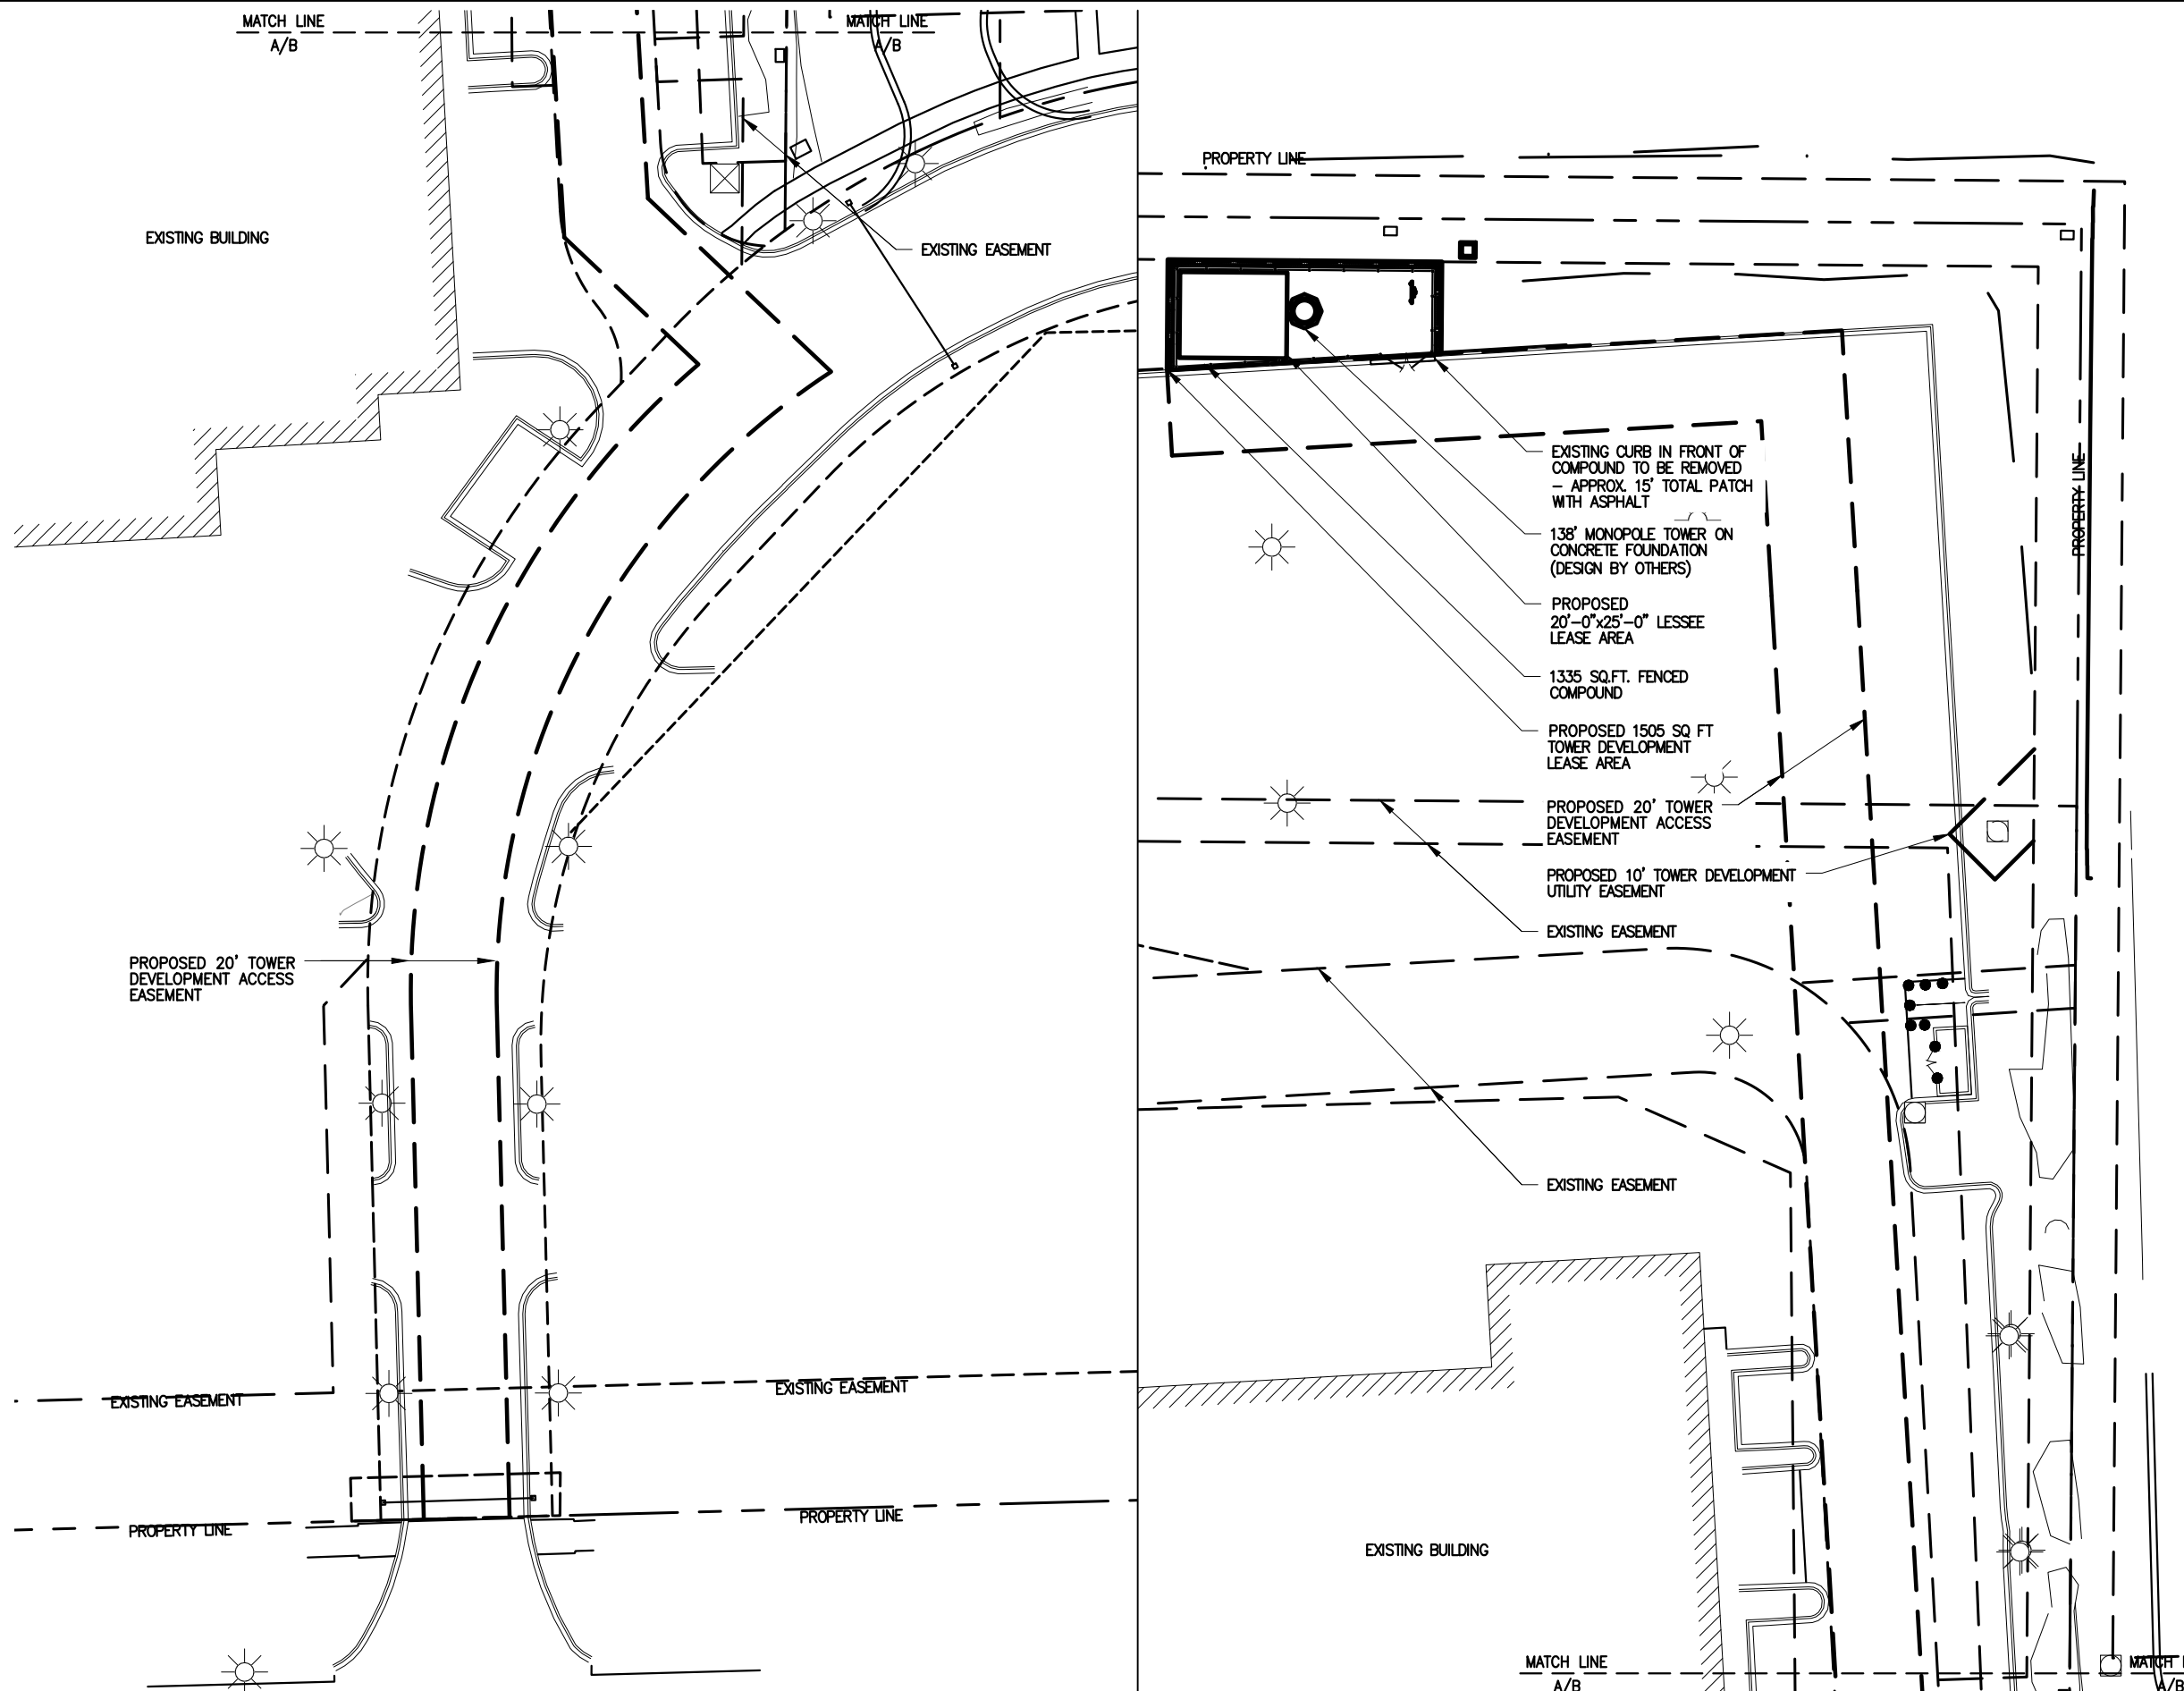 MATCH LINE
A/B
MATCH LINE
A/B
EXISTING BUILDING
EXISTING EASEMENT
PROPOSED 20' TOWER
DEVELOPMENT ACCESS
EASEMENT
EXISTING EASEMENT
EXISTING EASEMENT
PROPERTY LINE
PROPERTY LINE
PROPERTY LINE
PROPERTY LINE
EXISTING CURB IN FRONT OF
COMPOUND TO BE REMOVED
- APPROX. 15' TOTAL PATCH
WITH ASPHALT
138' MONOPOLE TOWER ON
CONCRETE FOUNDATION
(DESIGN BY OTHERS)
PROPOSED
20'-0"x25'-0" LESSEE
LEASE AREA
1335 SQ.FT. FENCED
COMPOUND
PROPOSED 1505 SQ FT
TOWER DEVELOPMENT
LEASE AREA
PROPOSED 20' TOWER
DEVELOPMENT ACCESS
EASEMENT
PROPOSED 10' TOWER DEVELOPMENT
UTILITY EASEMENT
EXISTING EASEMENT
EXISTING EASEMENT
EXISTING BUILDING
MATCH LINE
A/B
MATCH
A/B